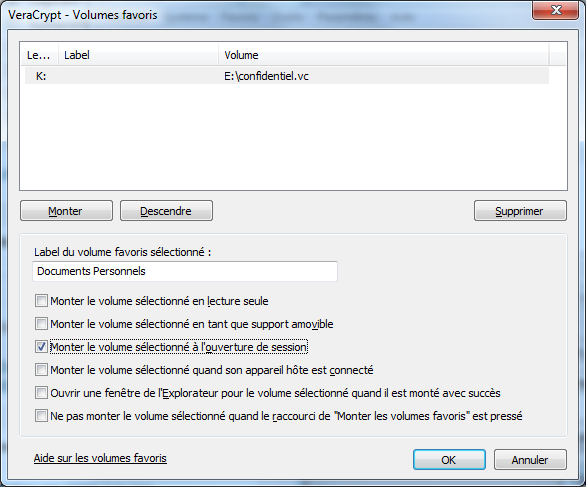 VeraCrypt - Volumes favoris
Le... Label Volume
K: E:\confidentiel.vc
Monter Descendre Supprimer
Label du volume favoris sélectionné :
Documents Personnels
Monter le volume sélectionné en lecture seule
Monter le volume sélectionné en tant que support amovible
Monter le volume sélectionné à l'ouverture de session
Monter le volume sélectionné quand son appareil hôte est connecté
Ouvrir une fenêtre de l'Explorateur pour le volume sélectionné quand il est monté avec succès
Ne pas monter le volume sélectionné quand le raccourci de "Monter les volumes favoris" est pressé
Aide sur les volumes favoris OK Annuler